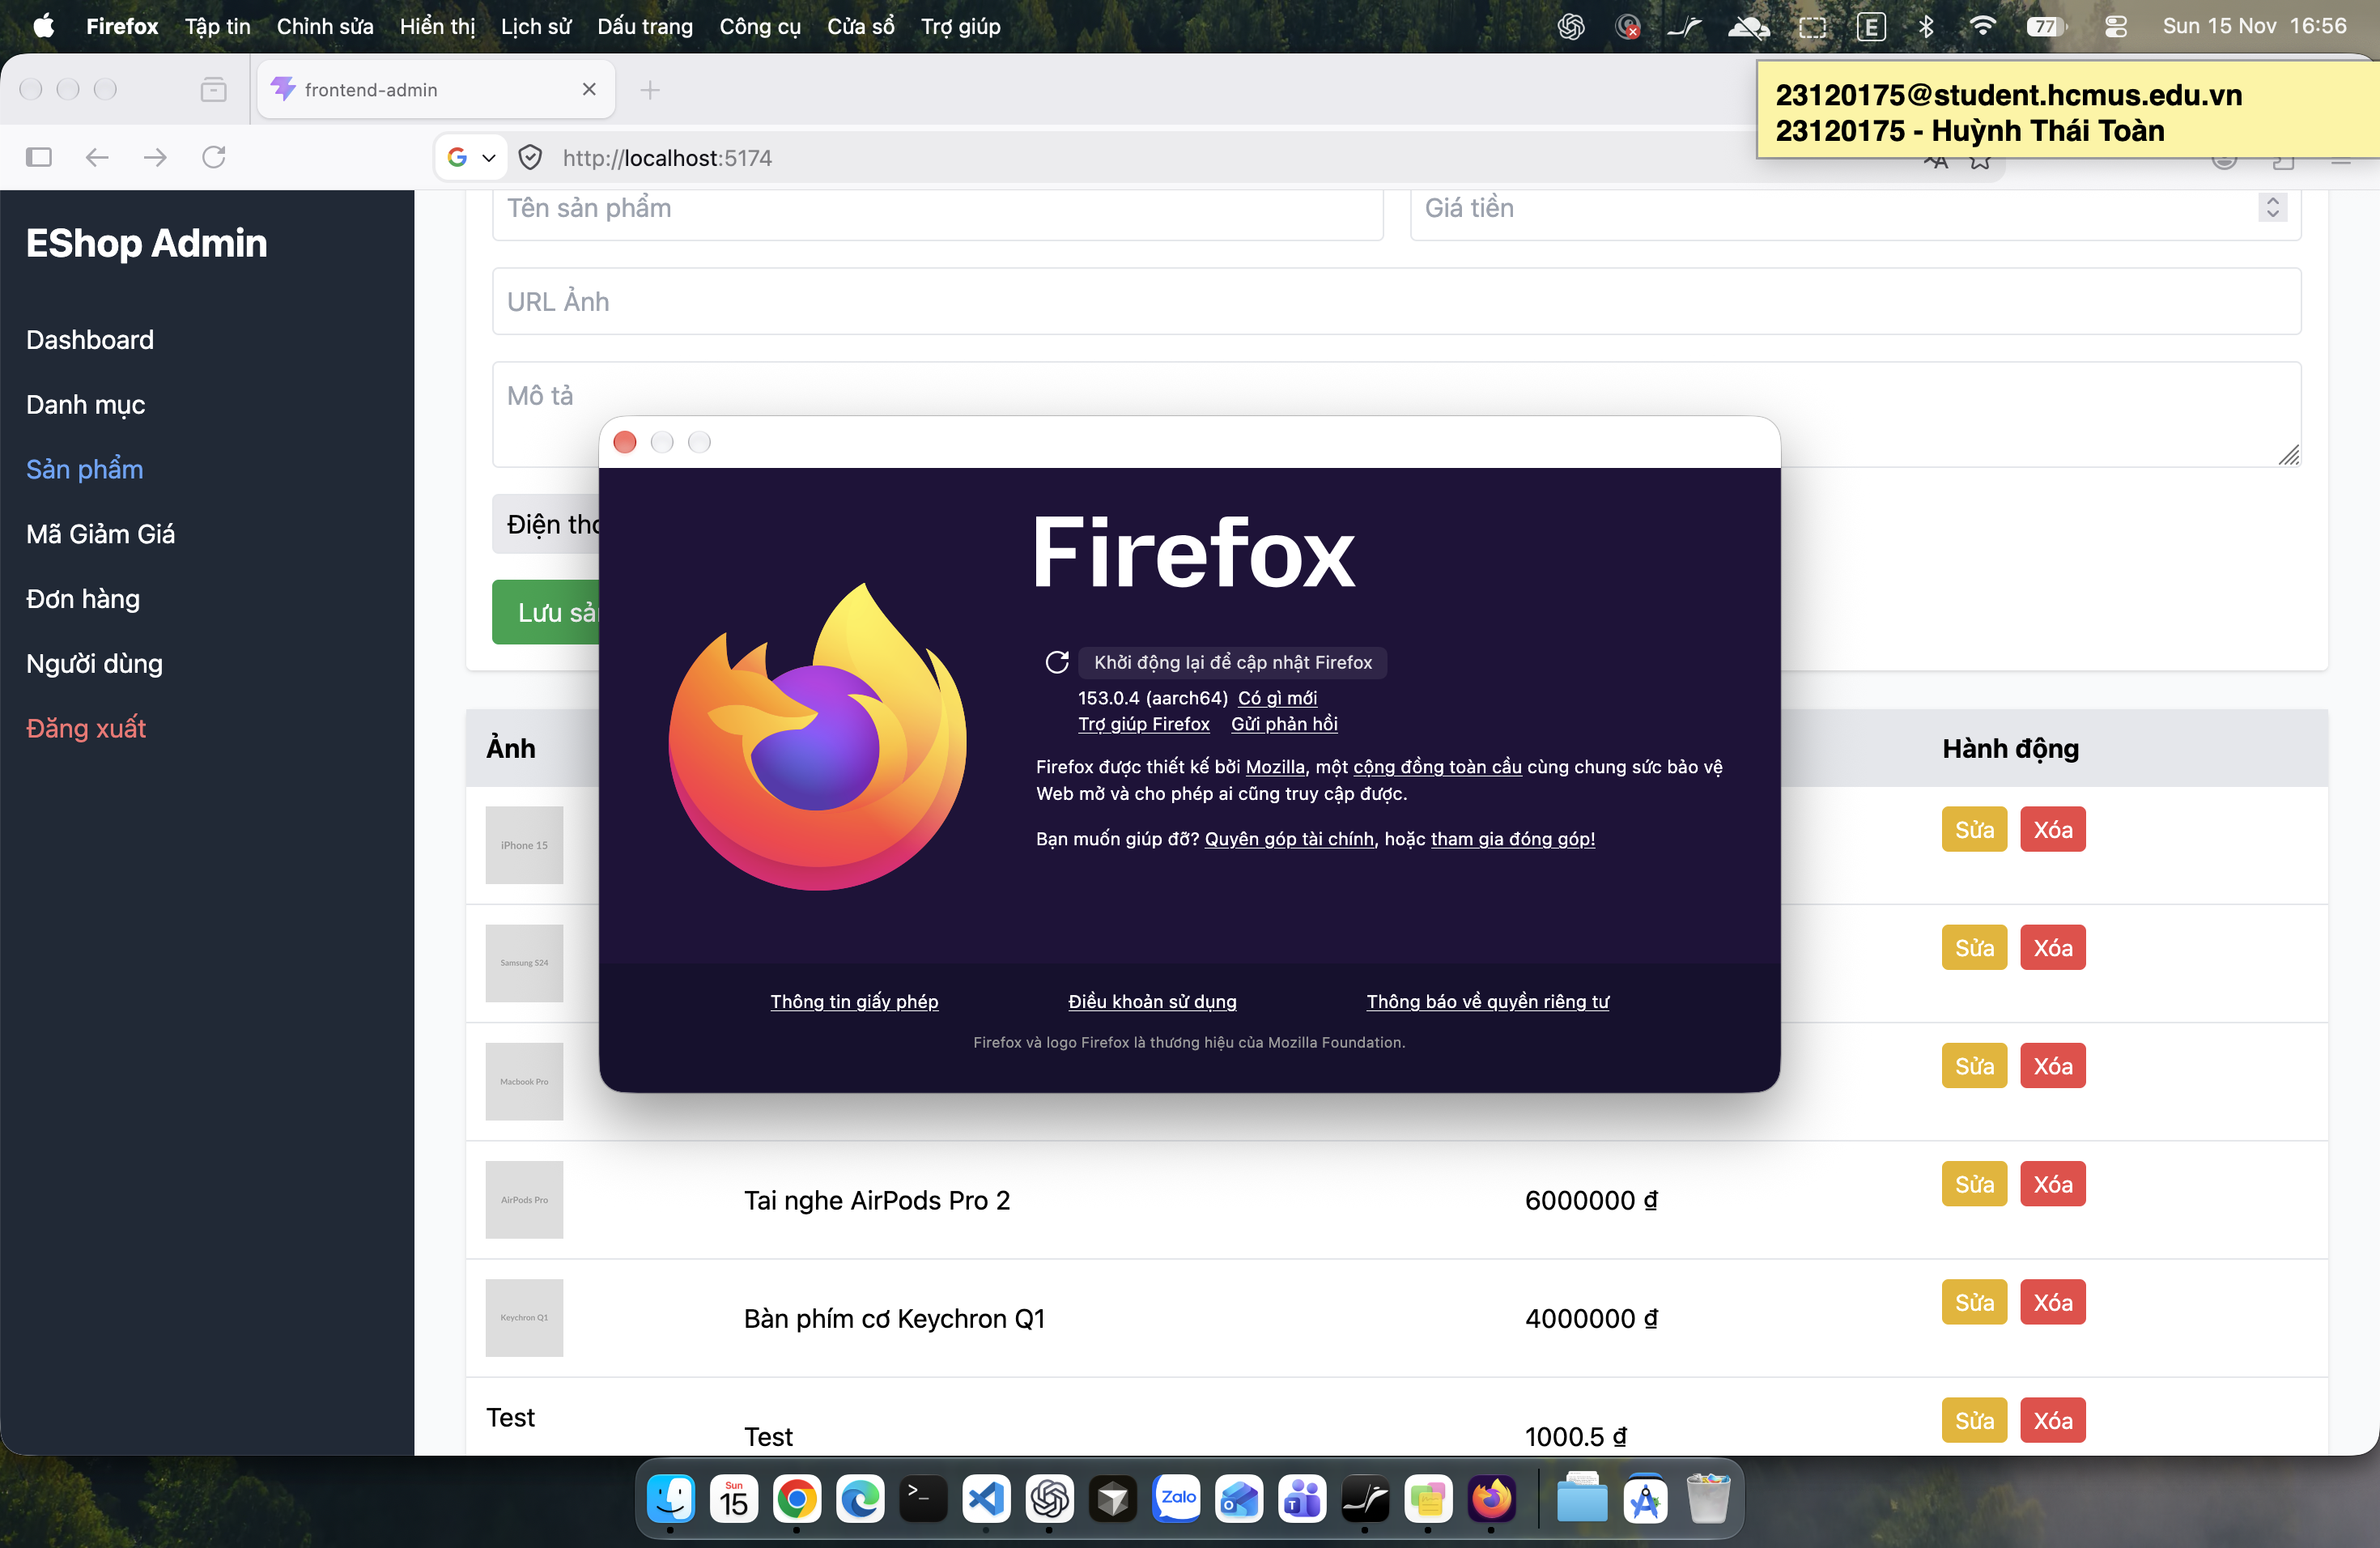 Firefox Tập tin Chỉnh sửa Hiển thị Lịch sử Dấu trang Công cụ Cửa sổ Trợ giúp E 77 Sun 15 Nov 16:56
frontend-admin
23120175@student.hcmus.edu.vn
23120175 - Huỳnh Thái Toàn
http://localhost:5174
EShop Admin
Dashboard
Danh mục
Sản phẩm
Mã Giảm Giá
Đơn hàng
Người dùng
Đăng xuất
Tên sản phẩm Giá tiền
URL Ảnh
Mô tả
Điện tho
Lưu sả
Firefox
Khởi động lại để cập nhật Firefox
153.0.4 (aarch64) Có gì mới
Trợ giúp Firefox Gửi phản hồi
Firefox được thiết kế bởi Mozilla, một cộng đồng toàn cầu cùng chung sức bảo vệ
Web mở và cho phép ai cũng truy cập được.
Bạn muốn giúp đỡ? Quyên góp tài chính, hoặc tham gia đóng góp!
Thông tin giấy phép Điều khoản sử dụng Thông báo về quyền riêng tư
Firefox và logo Firefox là thương hiệu của Mozilla Foundation.
Ảnh Hành động
iPhone 15 Sửa Xóa
Samsung S24 Sửa Xóa
Macbook Pro Sửa Xóa
AirPods Pro Tai nghe AirPods Pro 2 6000000 ₫ Sửa Xóa
Keychron Q1 Bàn phím cơ Keychron Q1 4000000 ₫ Sửa Xóa
Test Test 1000.5 ₫ Sửa Xóa
Sun
15
Zalo